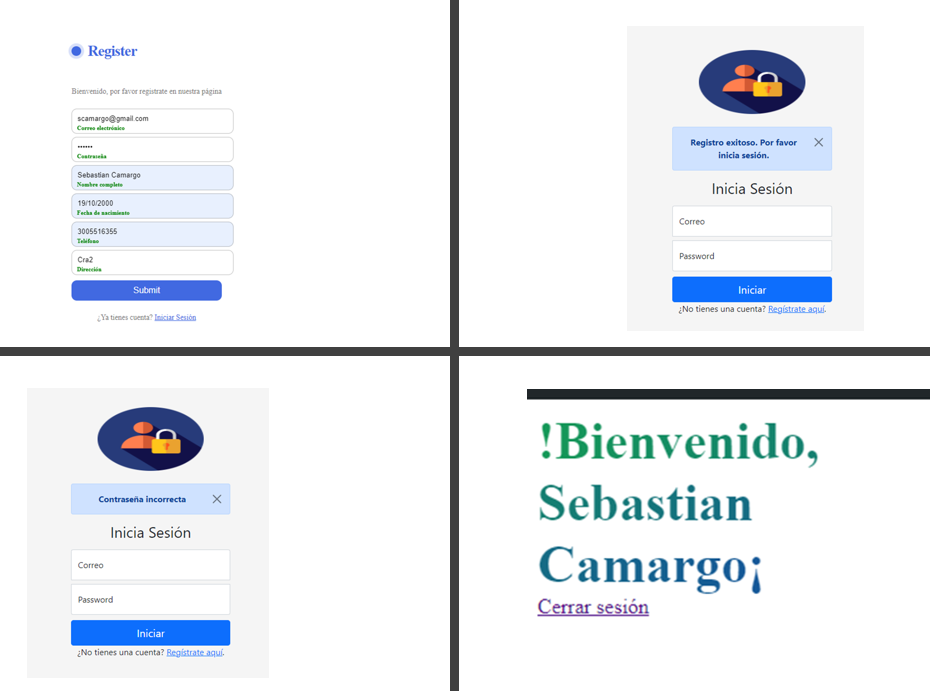 Register
Bienvenido, por favor registrate en nuestra página
scamargo@gmail.com
Correo electrónico
••••••
Contraseña
Sebastian Camargo
Nombre completo
19/10/2000
Fecha de nacimiento
3005516355
Teléfono
Cra2
Dirección
Submit
¿Ya tienes cuenta? Iniciar Sesión
Registro exitoso. Por favor
inicia sesión.
Inicia Sesión
Correo
Password
Iniciar
¿No tienes una cuenta? Regístrate aquí.
Contraseña incorrecta
Inicia Sesión
Correo
Password
Iniciar
¿No tienes una cuenta? Regístrate aquí.
!Bienvenido,
Sebastian
Camargo¡
Cerrar sesión